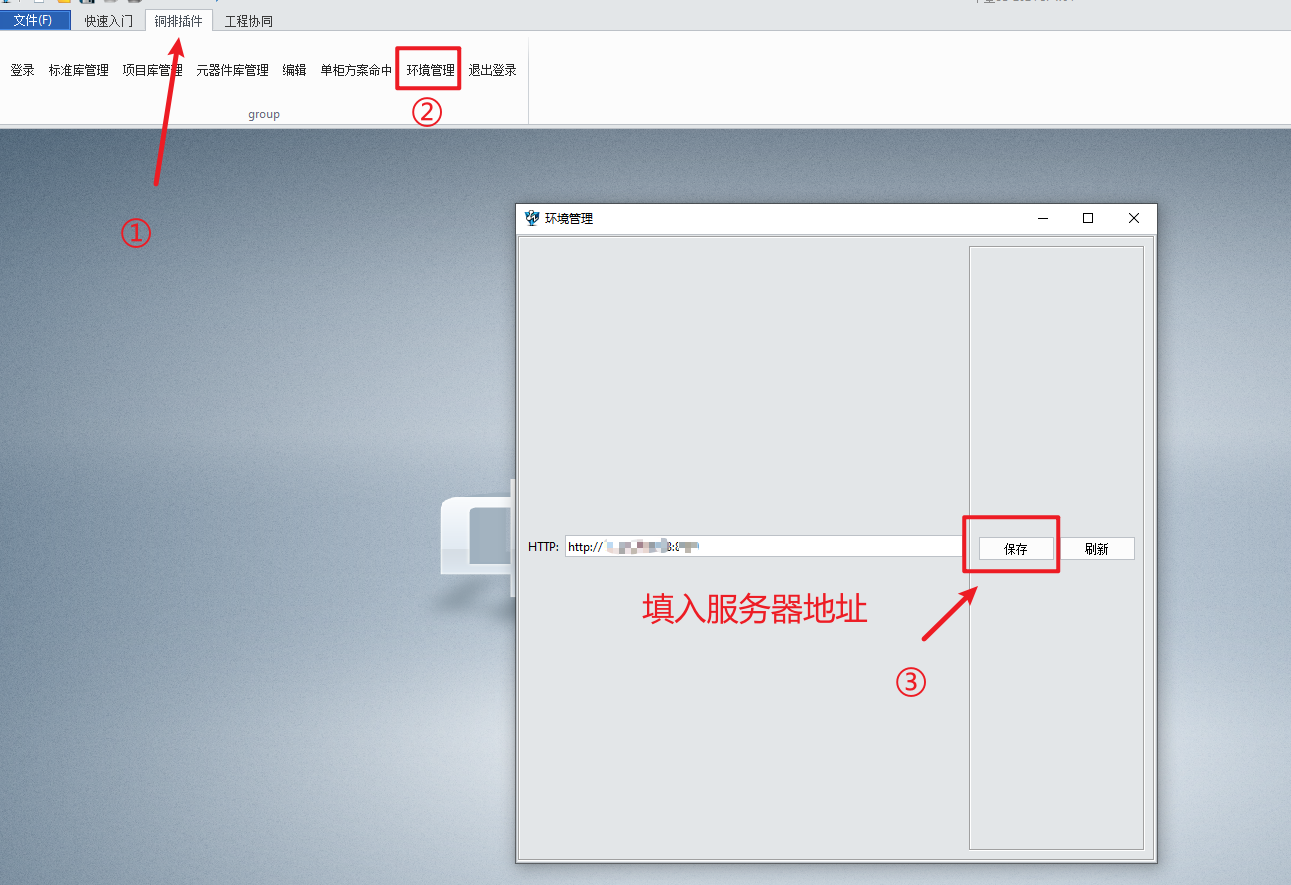 文件(F) 快速入门 铜排插件 工程协同
登录 标准库管理 项目库管理 元器件库管理 编辑 单柜方案命中 环境管理 退出登录
group
②
①
环境管理
HTTP: http:// 保存 刷新
填入服务器地址
③